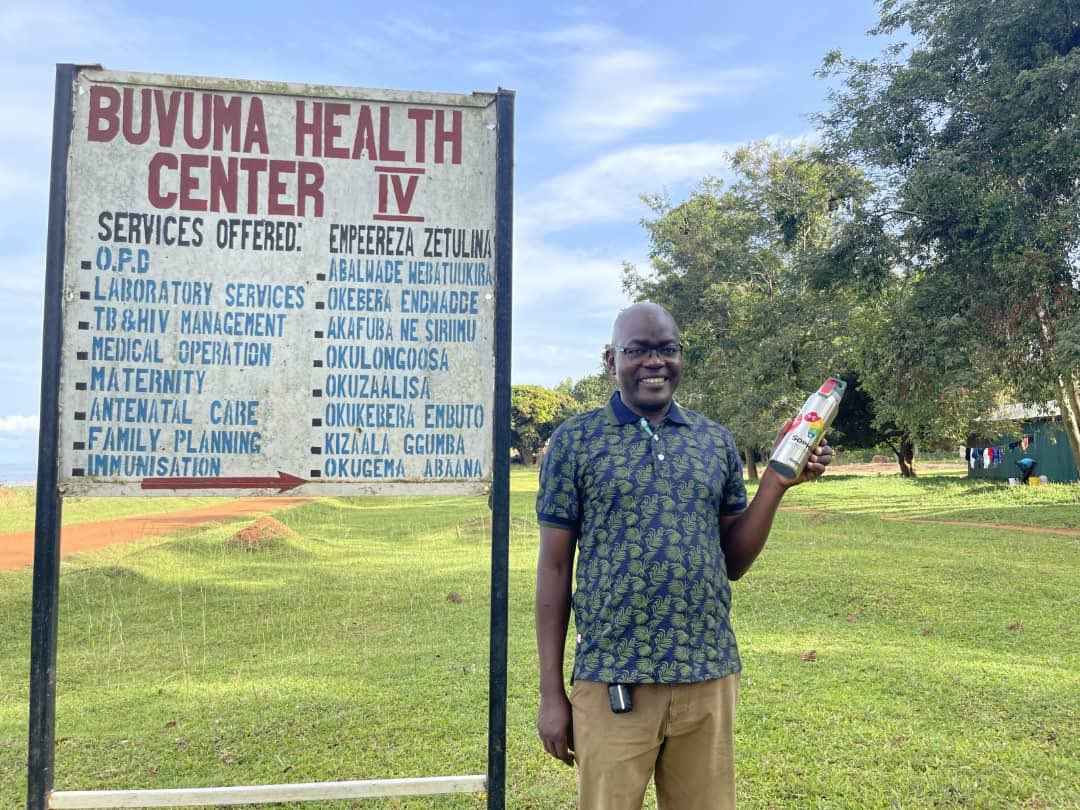 BUVUMA HEALTH
CENTER IV
SERVICES OFFERED:
O.P.D
LABORATORY SERVICES
TB & HIV MANAGEMENT
MEDICAL OPERATION
MATERNITY
ANTENATAL CARE
FAMILY PLANNING
IMMUNISATION
EMPEEREZA ZETULINA
ABALWADE NEBATUUKIRA
OKEBERA ENDWADDE
AKAFUBA NE SIRIIMU
OKULONGOOSA
OKUZAALISA
OKUKEBERA EMBUTO
KIZAALA GGUMBA
OKUGEMA ABAANA